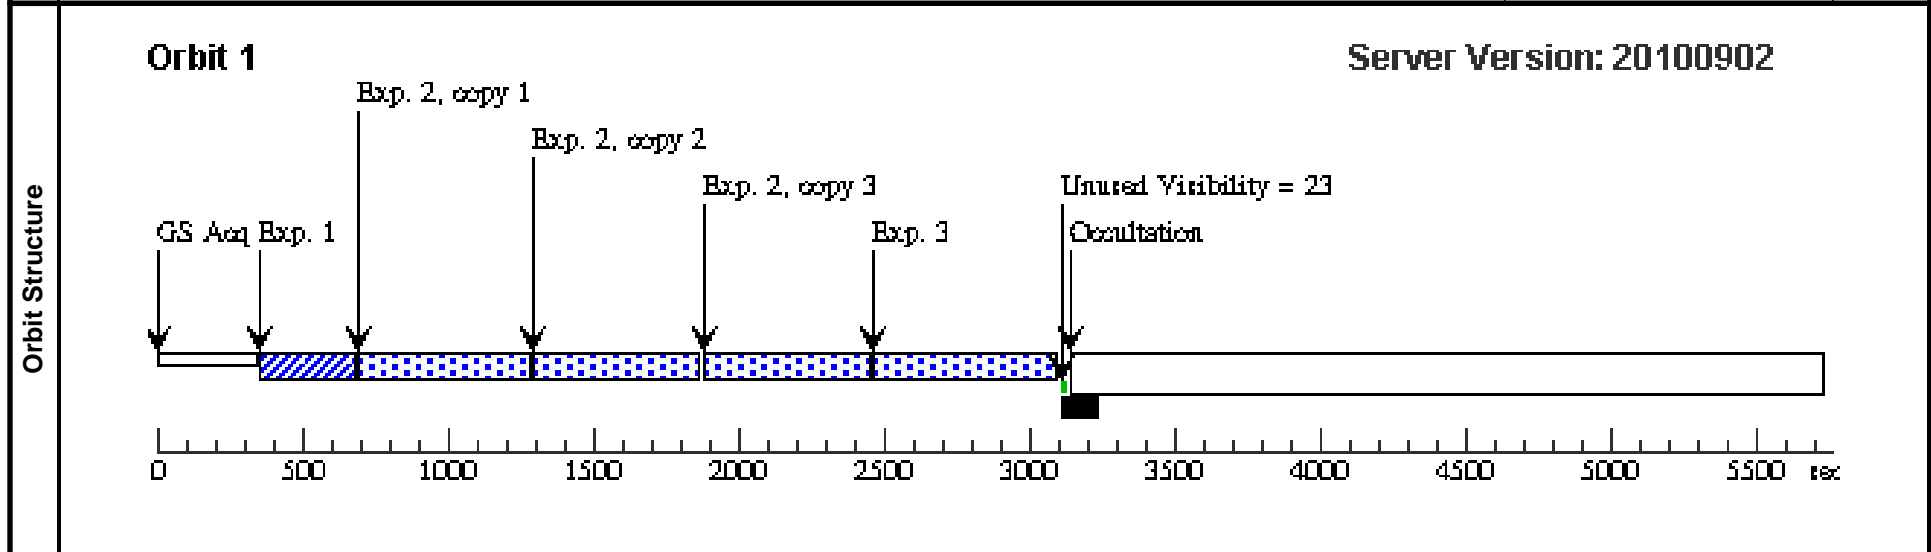 Orbit Structure
Orbit 1
Server Version: 20100902
Exp. 2, copy 1
Exp. 2, copy 2
Exp. 2, copy 3
Unused Visibility = 23
GS Acq
Exp. 1
Exp. 3
Occultation
0 500 1000 1500 2000 2500 3000 3500 4000 4500 5000 5500 sec